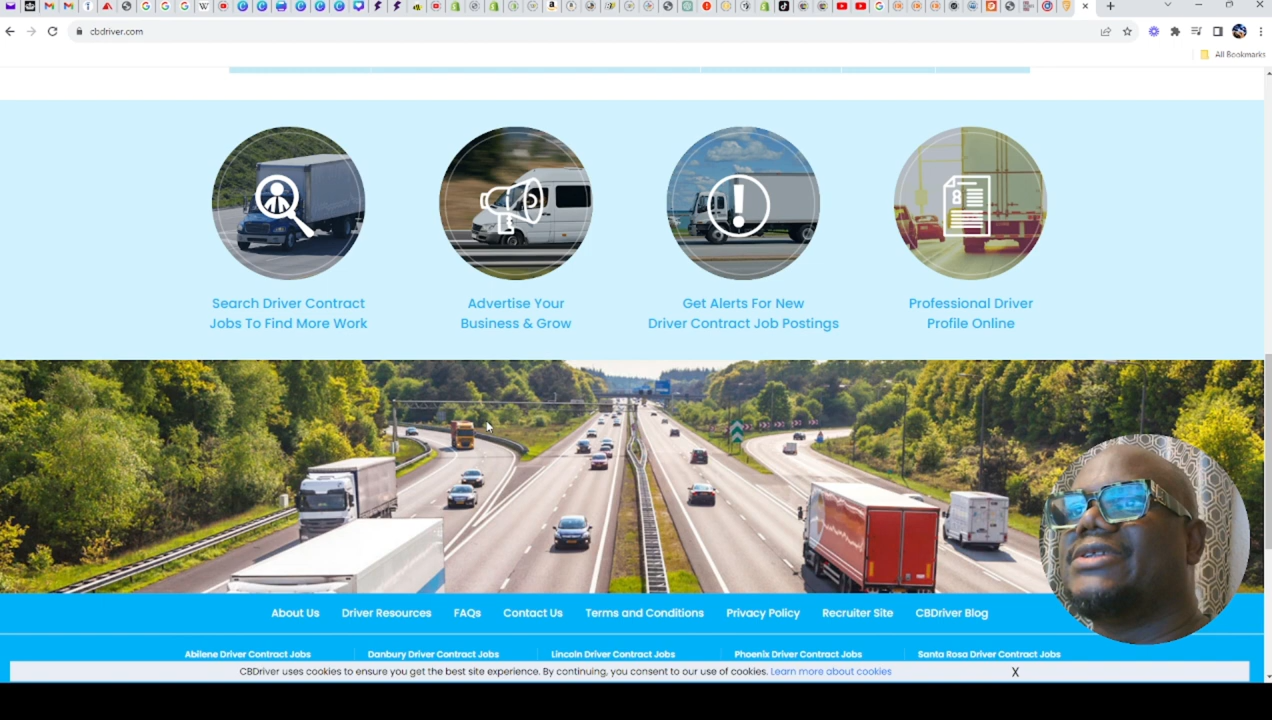 cbdriver.com
All Bookmarks
Search Driver Contract
Jobs To Find More Work
Advertise Your
Business & Grow
Get Alerts For New
Driver Contract Job Postings
Professional Driver
Profile Online
About Us
Driver Resources
FAQs
Contact Us
Terms and Conditions
Privacy Policy
Recruiter Site
CBDriver Blog
Abilene Driver Contract Jobs
Danbury Driver Contract Jobs
Lincoln Driver Contract Jobs
Phoenix Driver Contract Jobs
Santa Rosa Driver Contract Jobs
CBDriver uses cookies to ensure you get the best site experience. By continuing, you consent to our use of cookies. Learn more about cookies
X